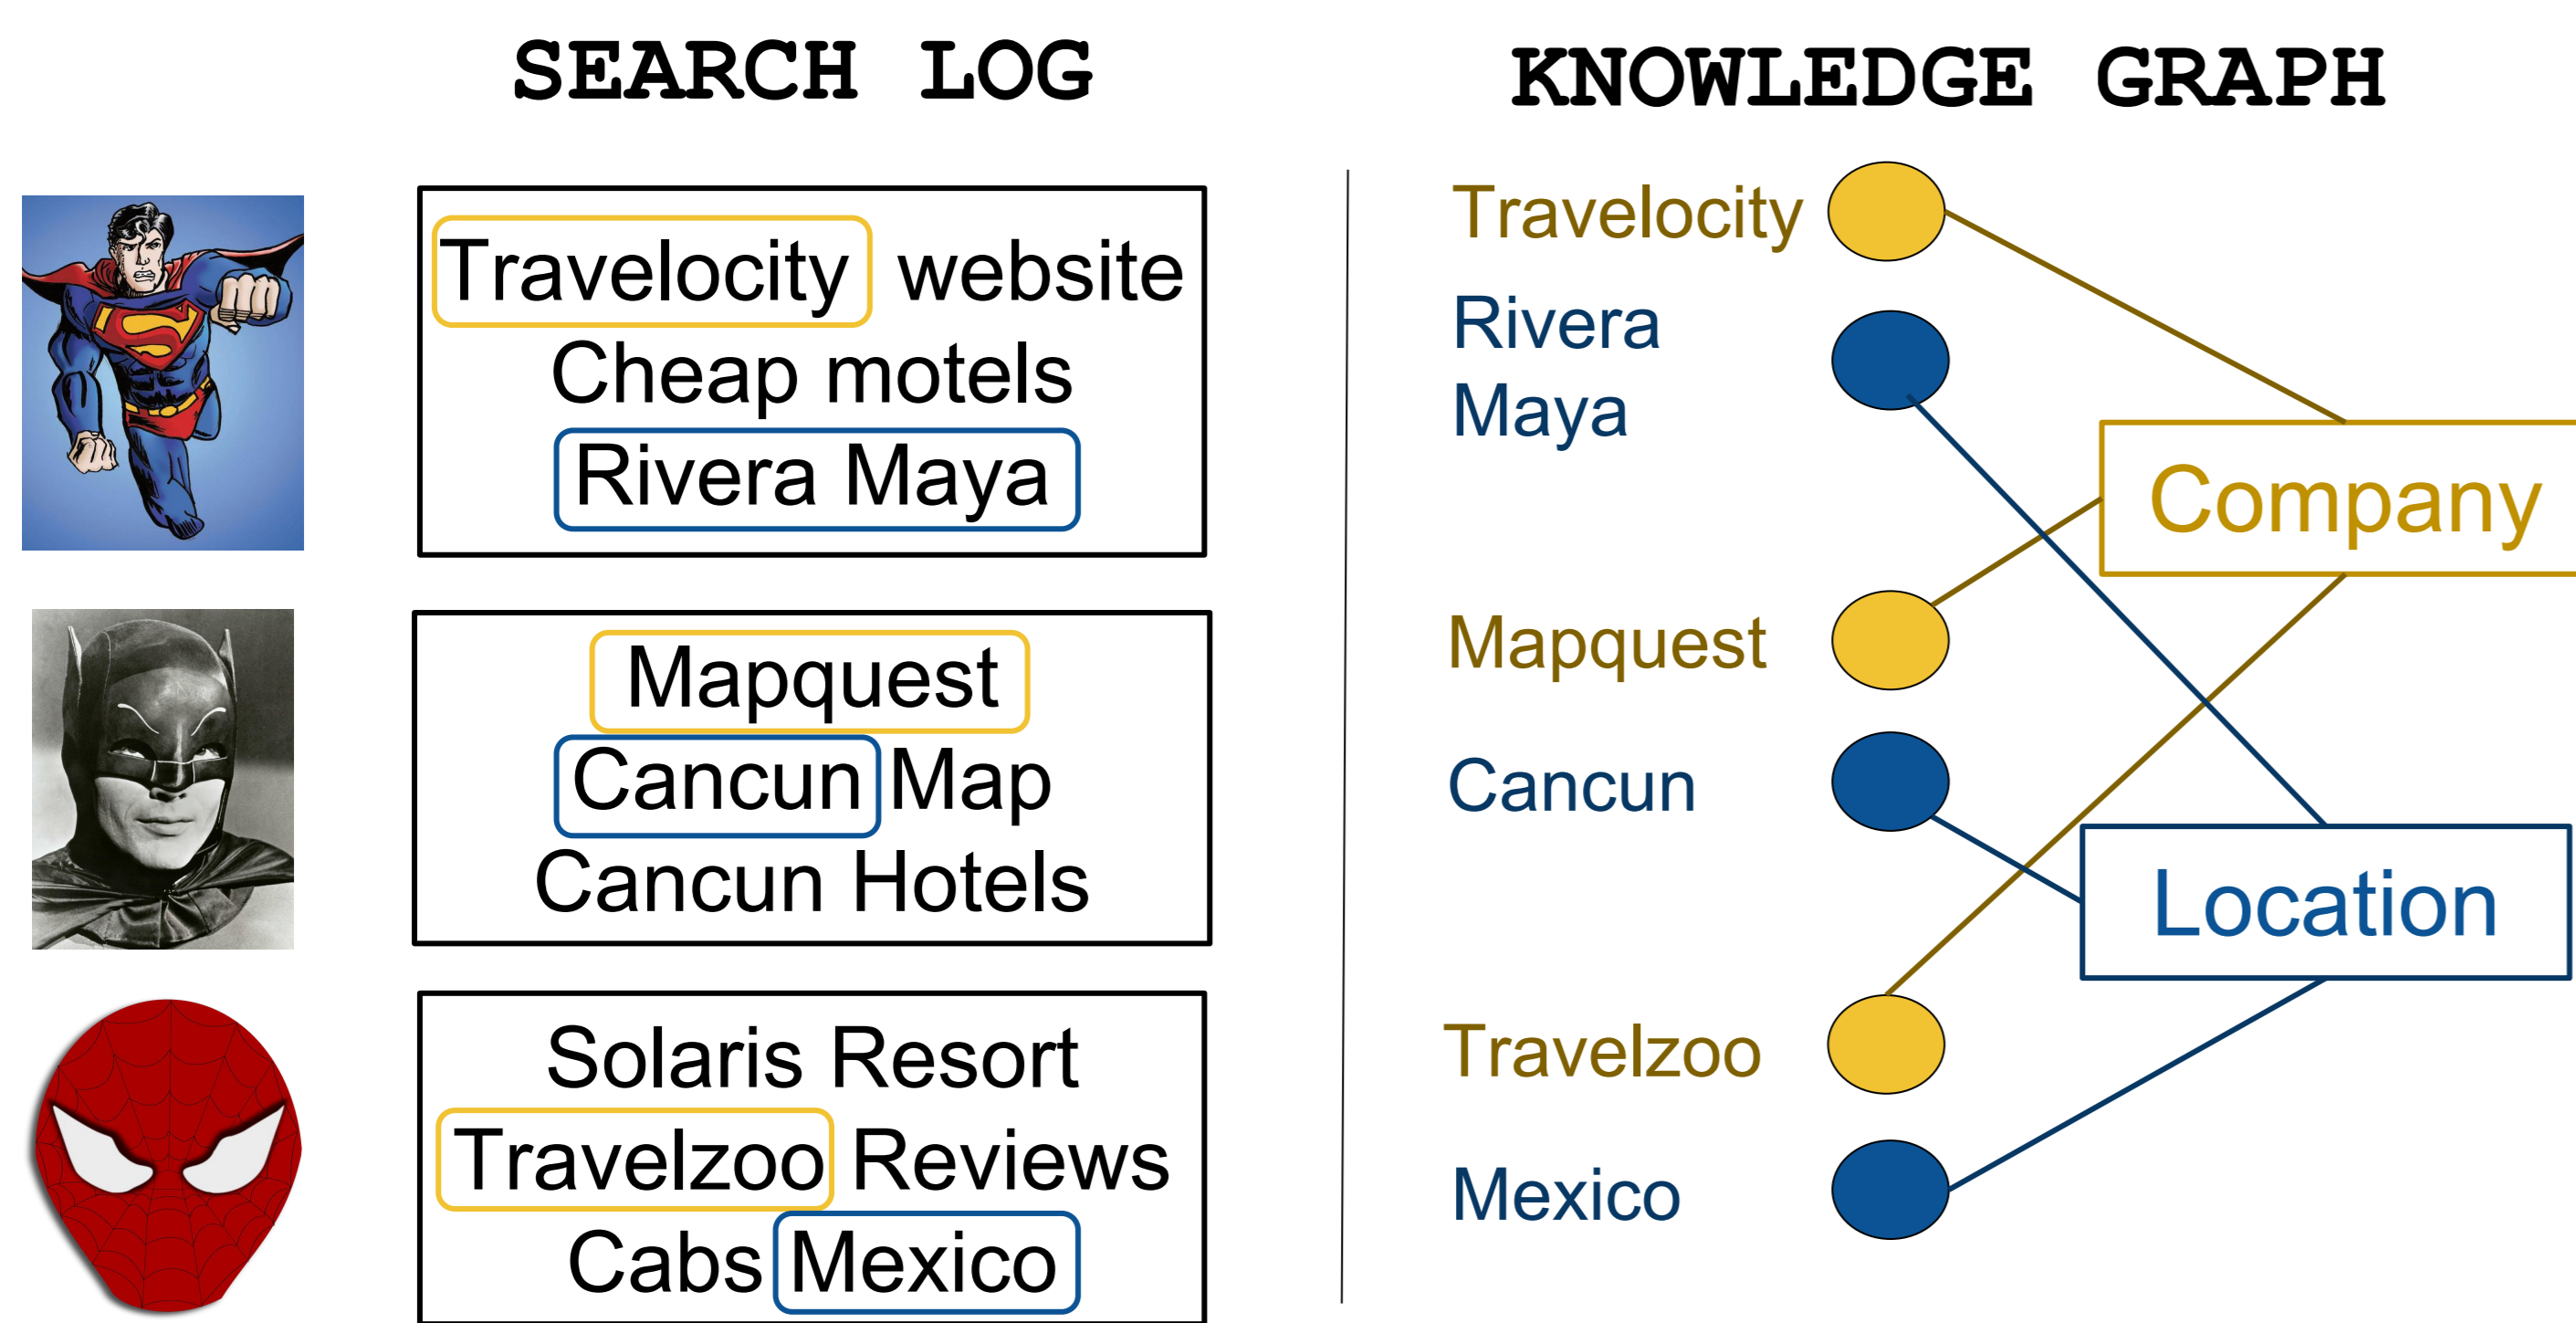 SEARCH LOG
Travelocity website
Cheap motels
Rivera Maya
Mapquest
Cancun Map
Cancun Hotels
Solaris Resort
Travelzoo Reviews
Cabs Mexico
KNOWLEDGE GRAPH
Travelocity
Rivera
Maya
Mapquest
Cancun
Travelzoo
Mexico
Company
Location